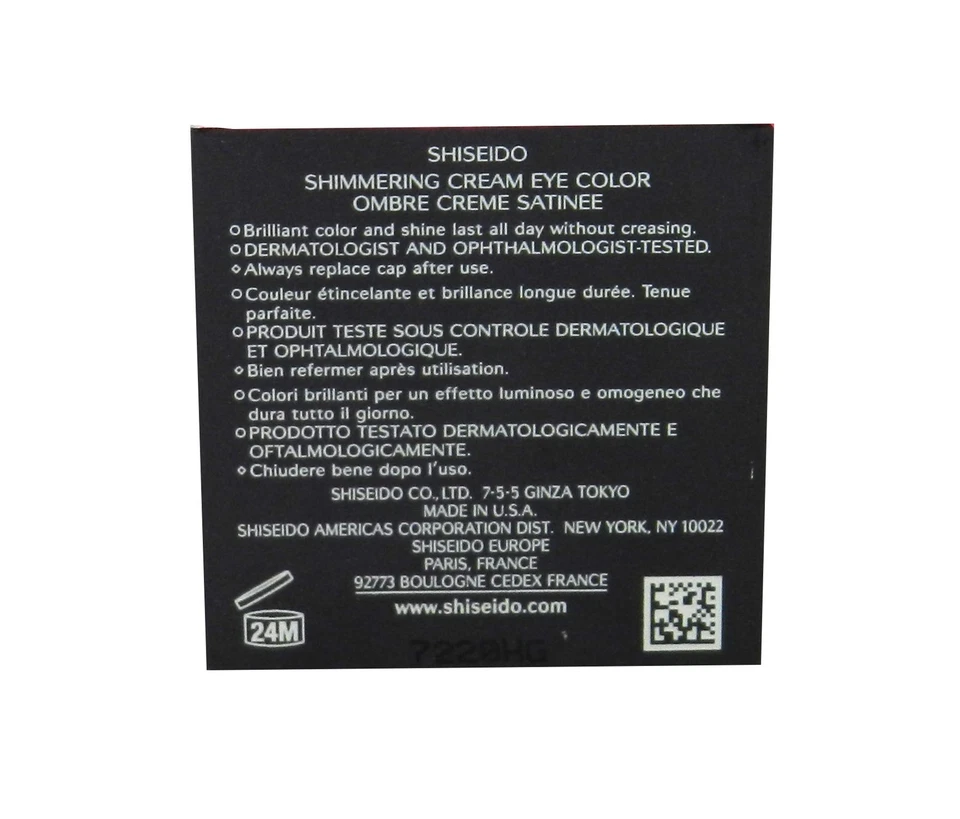 SHISEIDO
SHIMMERING CREAM EYE COLOR
OMBRE CREME SATINEE
Brilliant color and shine last all day without creasing.
DERMATOLOGIST AND OPHTHALMOLOGIST-TESTED.
Always replace cap after use.
Couleur étincelante et brillance longue durée. Tenue
parfaite.
PRODUIT TESTE SOUS CONTROLE DERMATOLOGIQUE
ET OPHTALMOLOGIQUE.
Bien refermer après utilisation.
Colori brillanti per un effetto luminoso e omogeneo che
dura tutto il giorno.
PRODOTTO TESTATO DERMATOLOGICAMENTE E
OFTALMOLOGICAMENTE.
Chiudere bene dopo l'uso.
SHISEIDO CO., LTD. 7-5-5 GINZA TOKYO
MADE IN U.S.A.
SHISEIDO AMERICAS CORPORATION DIST. NEW YORK, NY 10022
SHISEIDO EUROPE
PARIS, FRANCE
92773 BOULOGNE CEDEX FRANCE
www.shiseido.com
24M